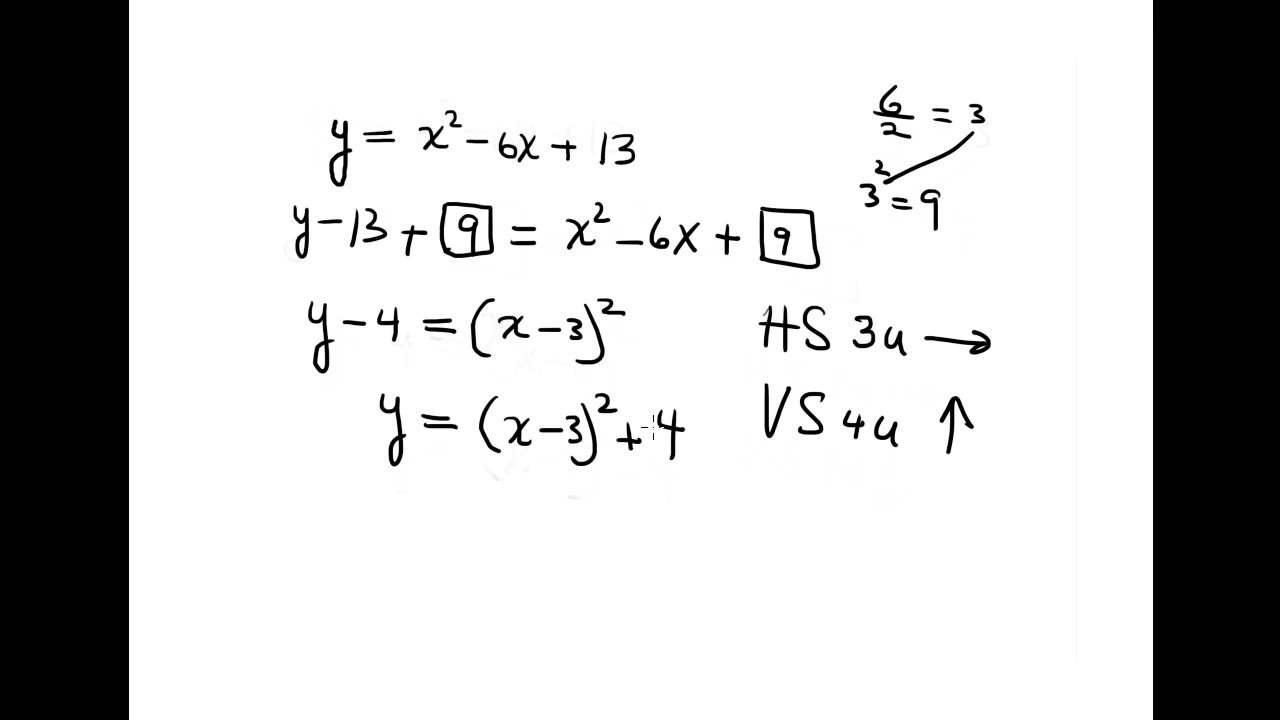 y = x² - 6x + 13
6/2 = 3
3² = 9
y - 13 + 9 = x² - 6x + 9
y - 4 = (x - 3)²
HS 3u →
y = (x - 3)² + 4
VS 4u ↑